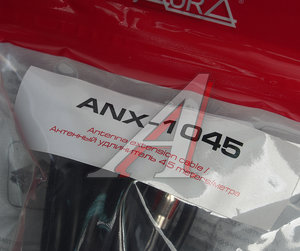 AURA
ANX-1045
Antenna extension cable /
Антенный удлинитель 4.5 meters/метра